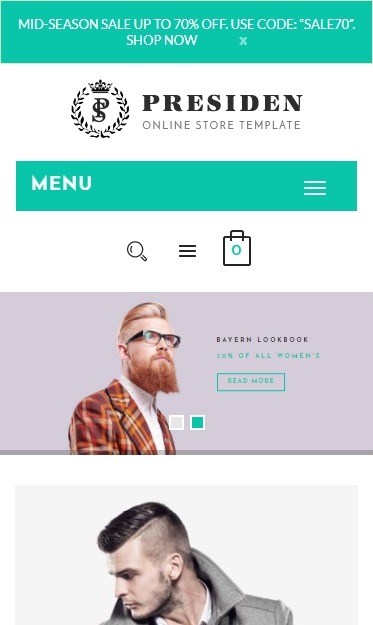 MID-SEASON SALE UP TO 70% OFF. USE CODE: “SALE70”.
SHOP NOW x
SP
PRESIDEN
ONLINE STORE TEMPLATE
MENU
0
BAYERN LOOKBOOK
20% OF ALL WOMEN'S
READ MORE